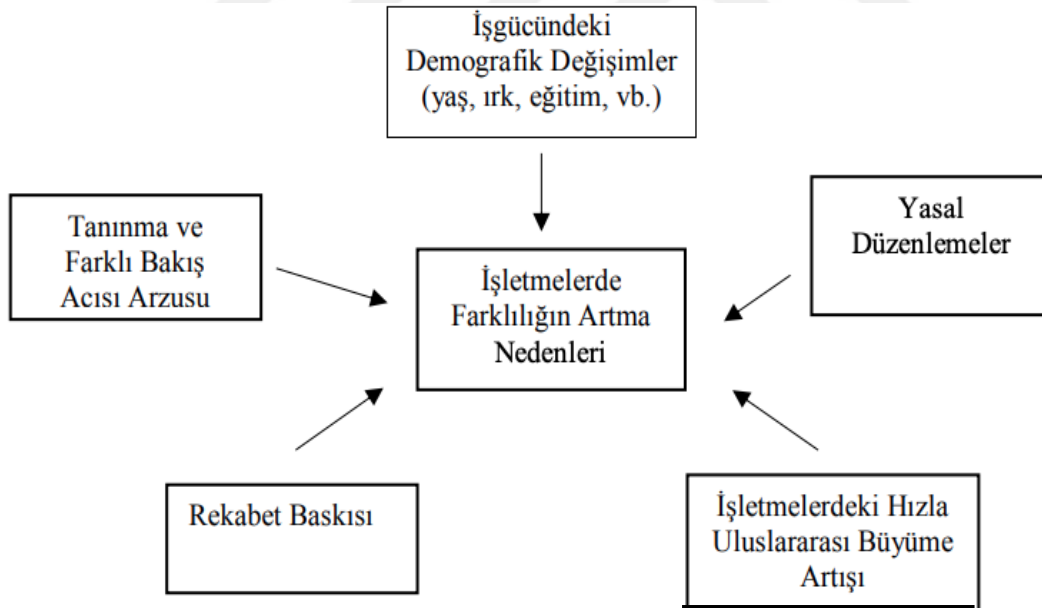 İşgücündeki
Demografik Değişimler
(yaş, ırk, eğitim, vb.)
Tanınma ve
Farklı Bakış
Acısı Arzusu
Yasal
Düzenlemeler
İşletmelerde
Farklılığın Artma
Nedenleri
Rekabet Baskısı
İşletmelerdeki Hızla
Uluslararası Büyüme
Artışı